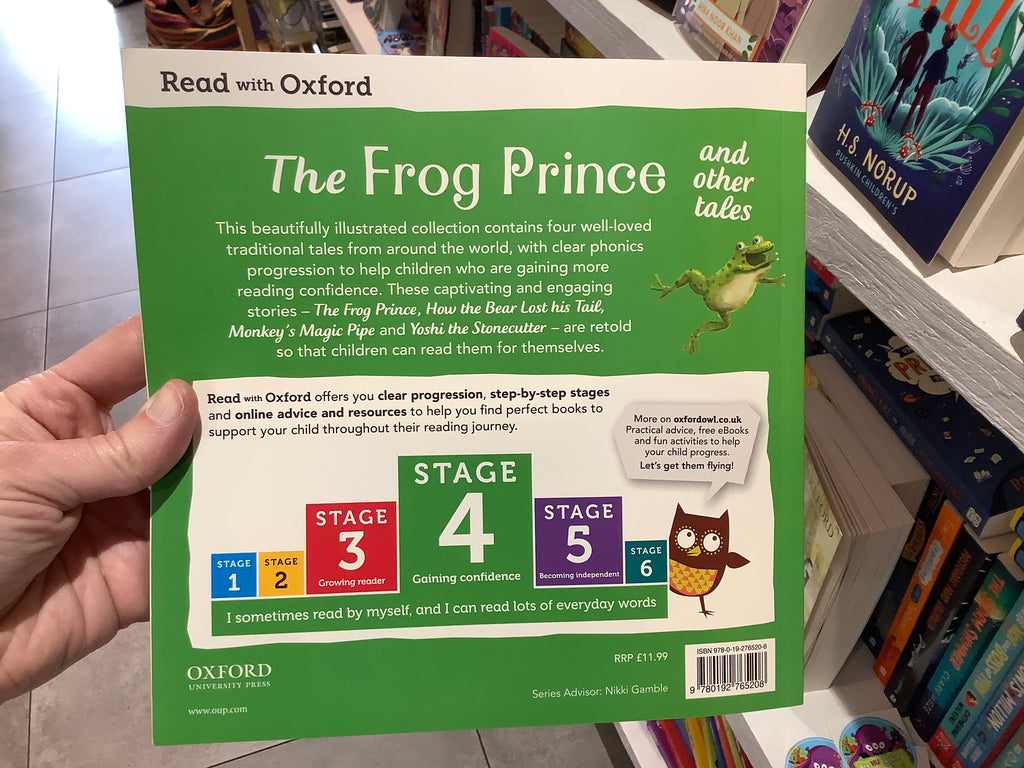 Read with Oxford
The Frog Prince
and
other
tales
This beautifully illustrated collection contains four well-loved
traditional tales from around the world, with clear phonics
progression to help children who are gaining more
reading confidence. These captivating and engaging
stories – The Frog Prince, How the Bear Lost his Tail,
Monkey's Magic Pipe and Yoshi the Stonecutter – are retold
so that children can read them for themselves.
Read with Oxford offers you clear progression, step-by-step stages
and online advice and resources to help you find perfect books to
support your child throughout their reading journey.
More on oxfordowl.co.uk
Practical advice, free eBooks
and fun activities to help
your child progress.
Let's get them flying!
STAGE
1
STAGE
2
STAGE
3
Growing reader
STAGE
4
Gaining confidence
STAGE
5
Becoming independent
STAGE
6
I sometimes read by myself, and I can read lots of everyday words
OXFORD
UNIVERSITY PRESS
www.oup.com
RRP £11.99
Series Advisor: Nikki Gamble
ISBN 978-0-19-276520-8
9 780192 765208
H.S. NORUP
PUSHKIN CHILDREN'S
NOOR KHAN